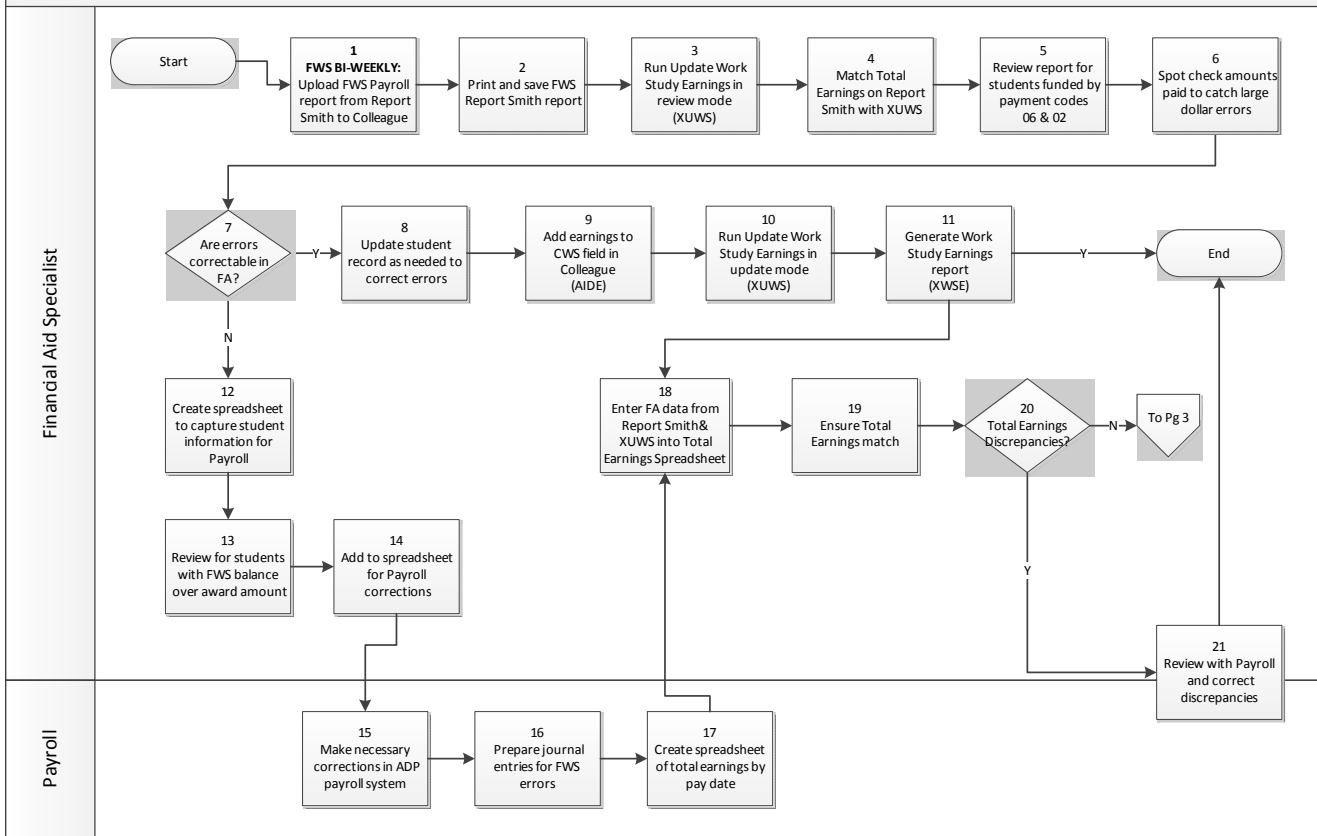 Start
1
FWS BI-WEEKLY:
Upload FWS Payroll
report from Report
Smith to Colleague
2
Print and save FWS
Report Smith report
3
Run Update Work
Study Earnings in
review mode
(XUWS)
4
Match Total
Earnings on Report
Smith with XUWS
5
Review report for
students funded by
payment codes
06 & 02
6
Spot check amounts
paid to catch large
dollar errors
Financial Aid Specialist
7
Are errors
correctable in
FA?
Y
8
Update student
record as needed to
correct errors
9
Add earnings to
CWS field in
Colleague
(AIDE)
10
Run Update Work
Study Earnings in
update mode
(XUWS)
11
Generate Work
Study Earnings
report
(XWSE)
Y
End
N
12
Create spreadsheet
to capture student
information for
Payroll
18
Enter FA data from
Report Smith&
XUWS into Total
Earnings Spreadsheet
19
Ensure Total
Earnings match
20
Total Earnings
Discrepancies?
N
To Pg 3
13
Review for students
with FWS balance
over award amount
14
Add to spreadsheet
for Payroll
corrections
Y
21
Review with Payroll
and correct
discrepancies
Payroll
15
Make necessary
corrections in ADP
payroll system
16
Prepare journal
entries for FWS
errors
17
Create spreadsheet
of total earnings by
pay date